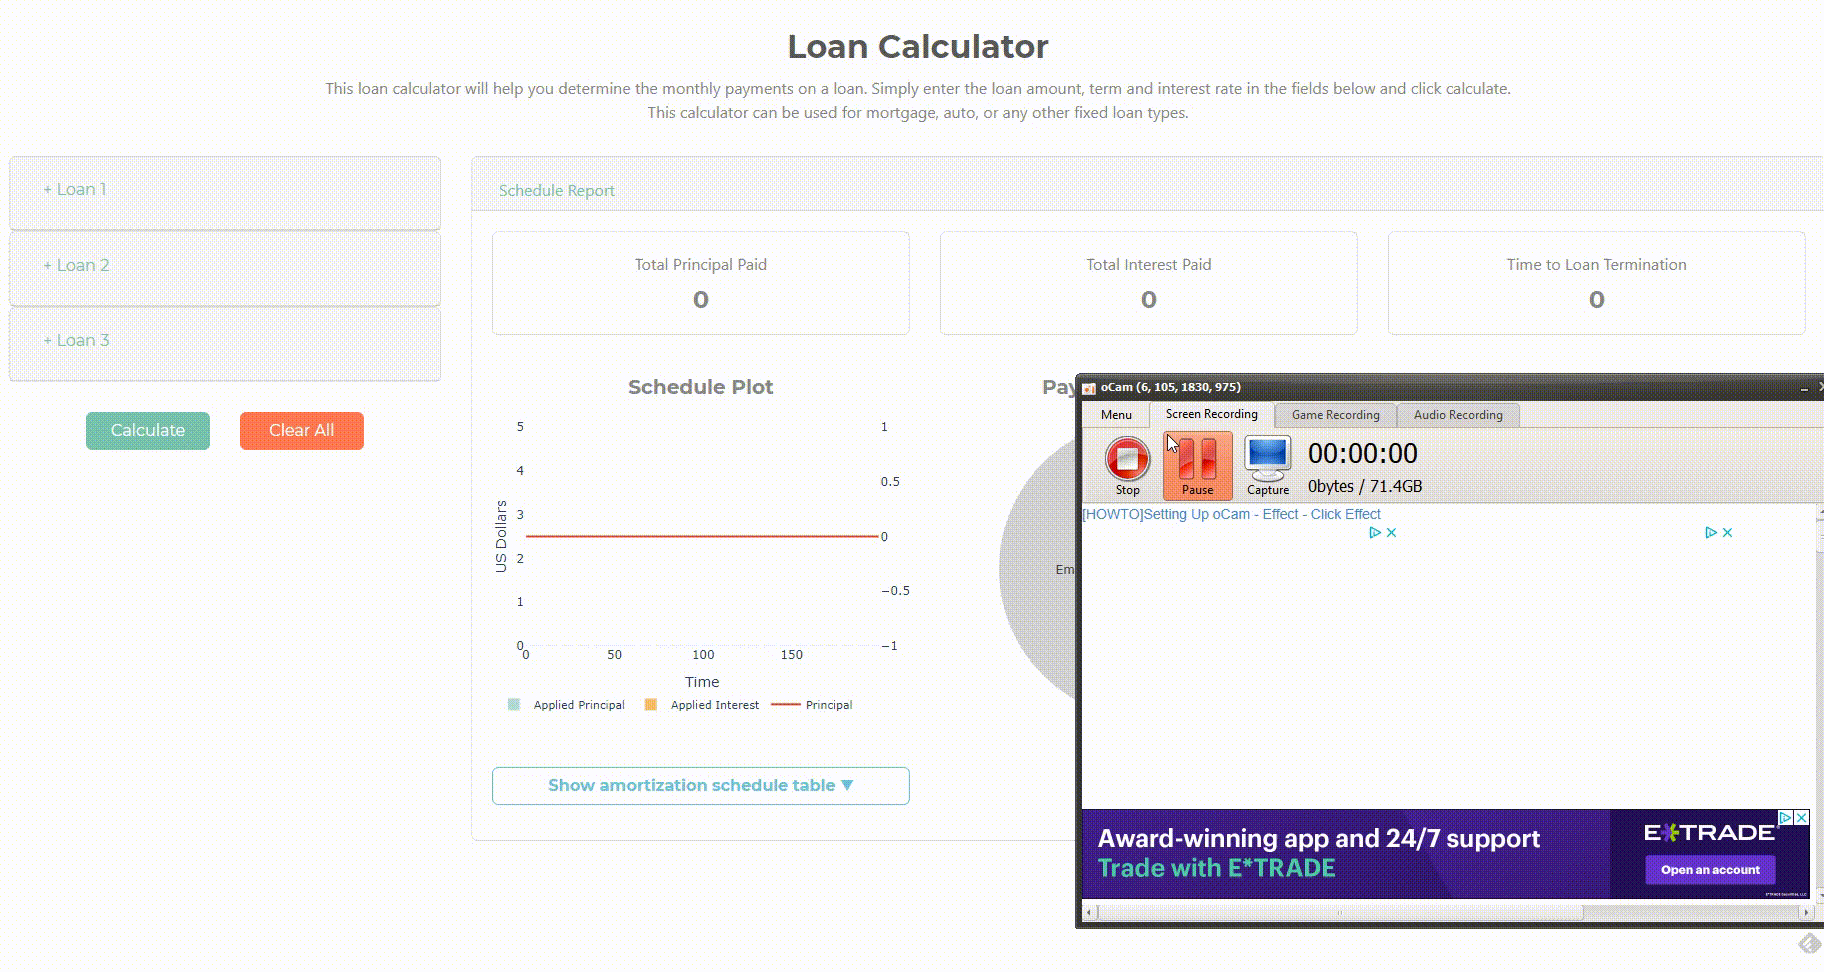 Loan Calculator
This loan calculator will help you determine the monthly payments on a loan. Simply enter the loan amount, term and interest rate in the fields below and click calculate.
This calculator can be used for mortgage, auto, or any other fixed loan types.
+ Loan 1
+ Loan 2
+ Loan 3
Calculate
Clear All
Schedule Report
Total Principal Paid
0
Total Interest Paid
0
Time to Loan Termination
0
Schedule Plot
5
4
3
2
1
0
US Dollars
1
0.5
0
−0.5
−1
0
50
100
150
Time
Applied Principal
Applied Interest
Principal
Show amortization schedule table ▼
Pay
Em
oCam (6, 105, 1830, 975)
Menu
Screen Recording
Game Recording
Audio Recording
Stop
Pause
Capture
00:00:00
0bytes / 71.4GB
[HOWTO]Setting Up oCam - Effect - Click Effect
Award-winning app and 24/7 support
Trade with E*TRADE
E*TRADE
Open an account